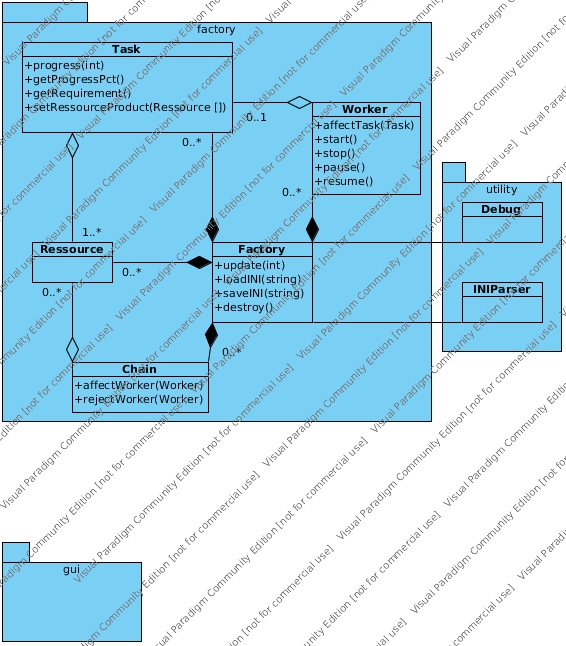 factory
Task
+progress(int)
+getProgressPct()
+getRequirement()
+setRessourceProduct(Ressource [])
0..1
Worker
+affectTask(Task)
+start()
+stop()
+pause()
+resume()
0..*
0..*
utility
Debug
1..*
Ressource
0..*
0..*
Factory
+update(int)
+loadINI(string)
+saveINI(string)
+destroy()
INIParser
0..*
Chain
+affectWorker(Worker)
+rejectWorker(Worker)
gui
Visual Paradigm Community Edition [not for commercial use]